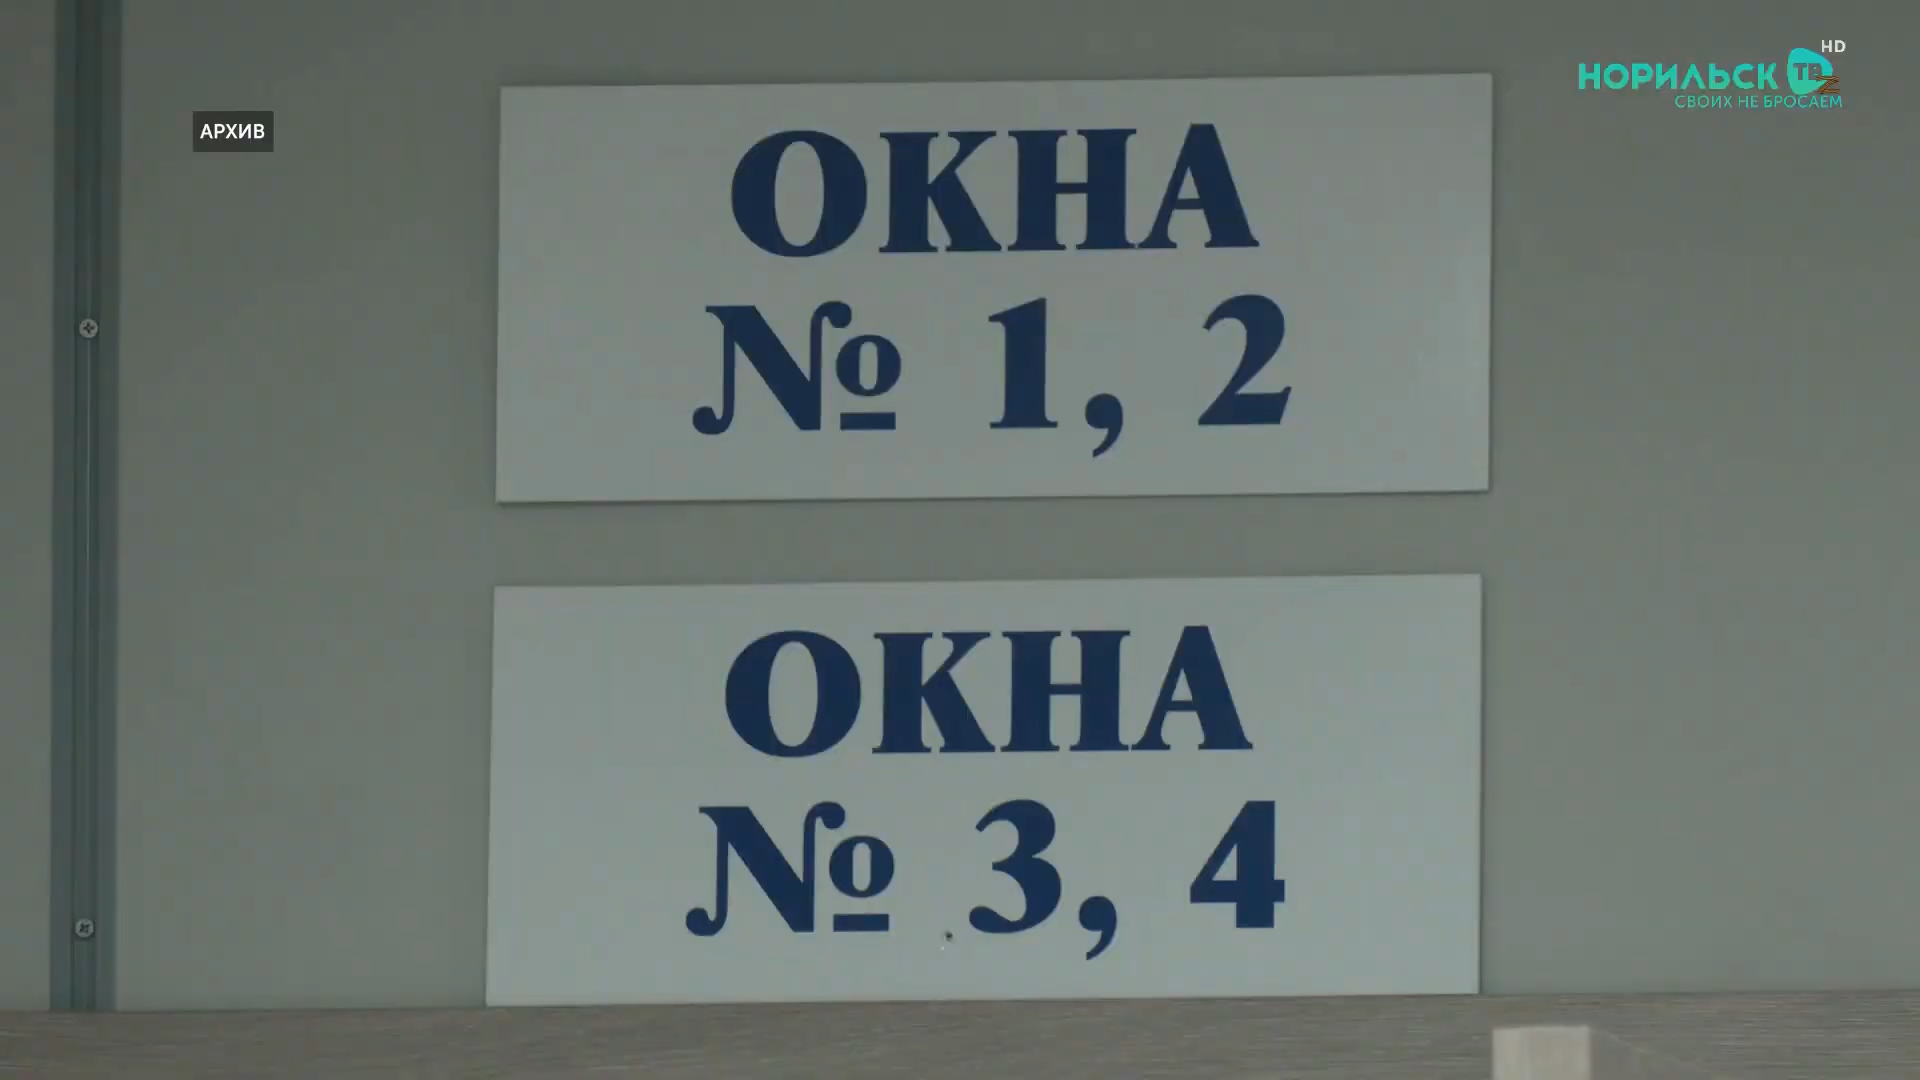 HD
НОРИЛЬСК ТВ
СВОИХ НЕ БРОСАЕМ
АРХИВ
ОКНА
№ 1, 2
ОКНА
№ 3, 4